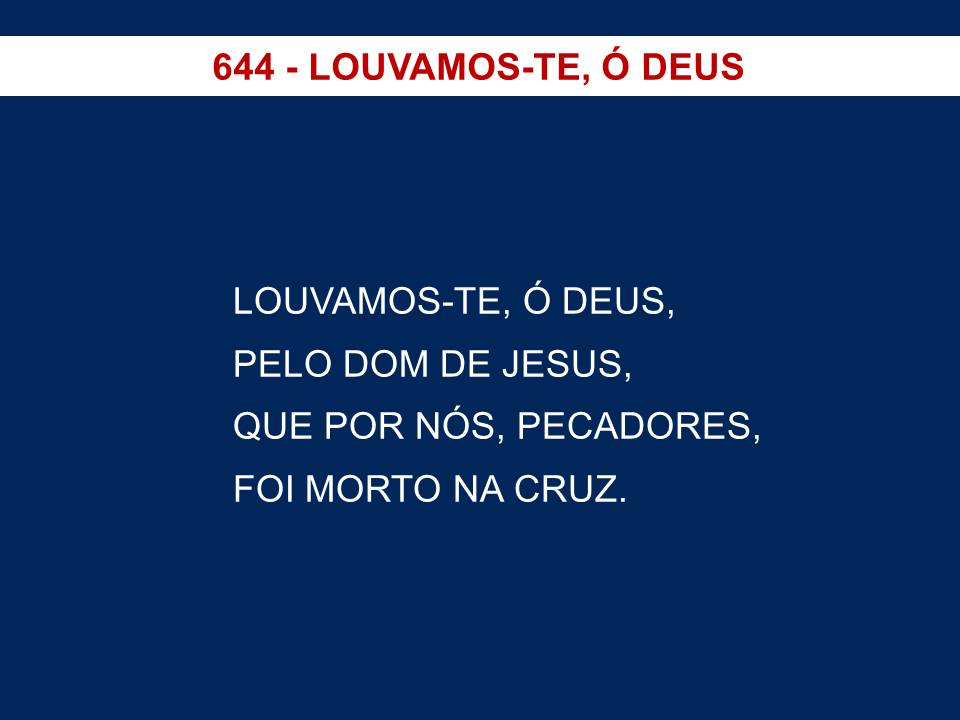 644 - LOUVAMOS-TE, Ó DEUS
LOUVAMOS-TE, Ó DEUS,
PELO DOM DE JESUS,
QUE POR NÓS, PECADORES,
FOI MORTO NA CRUZ.